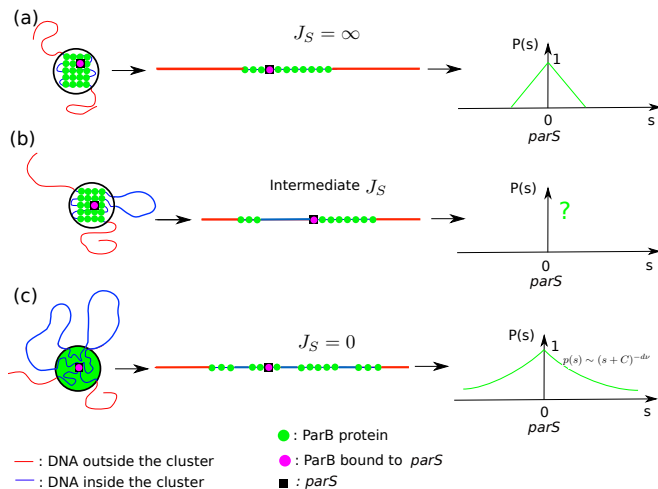 (a)
J_S = ∞
P(s)
1
0
s
parS
(b)
Intermediate J_S
P(s)
?
0
s
parS
(c)
J_S = 0
P(s)
1
p(s) ∼ (s + C)^{-dν}
0
s
parS
: ParB protein
: DNA outside the cluster
: ParB bound to parS
: DNA inside the cluster
: parS